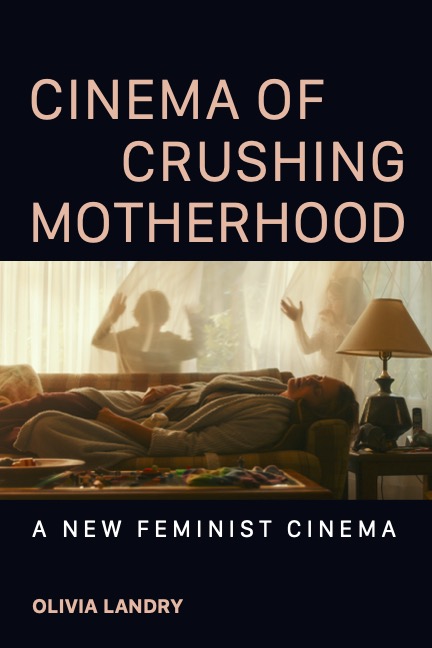 CINEMA OF
CRUSHING
MOTHERHOOD
A NEW FEMINIST CINEMA
OLIVIA LANDRY